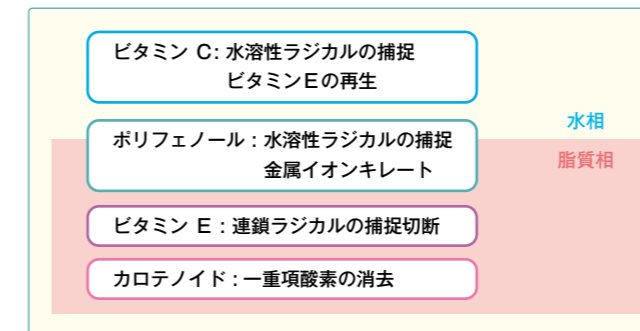 ビタミン C: 水溶性ラジカルの捕捉
ビタミンEの再生
水相
ポリフェノール : 水溶性ラジカルの捕捉
金属イオンキレート
脂質相
ビタミン E : 連鎖ラジカルの捕捉切断
カロテノイド : 一重項酸素の消去